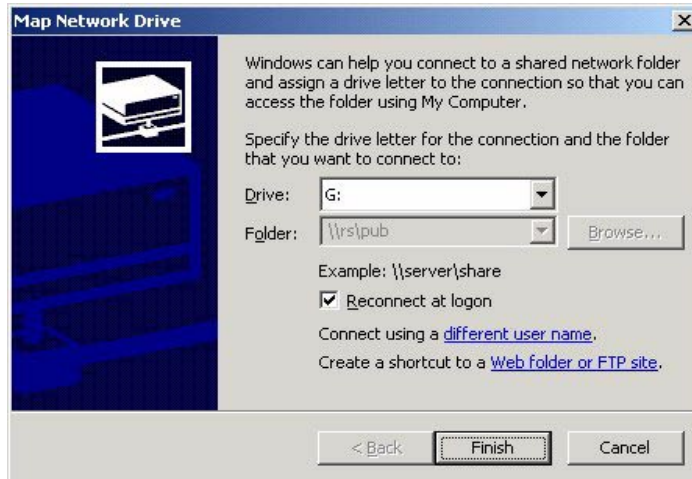 Map Network Drive
Windows can help you connect to a shared network folder
and assign a drive letter to the connection so that you can
access the folder using My Computer.
Specify the drive letter for the connection and the folder
that you want to connect to:
Drive: G:
Folder: \\rs\pub Browse...
Example: \\server\share
Reconnect at logon
Connect using a different user name.
Create a shortcut to a Web folder or FTP site.
< Back Finish Cancel